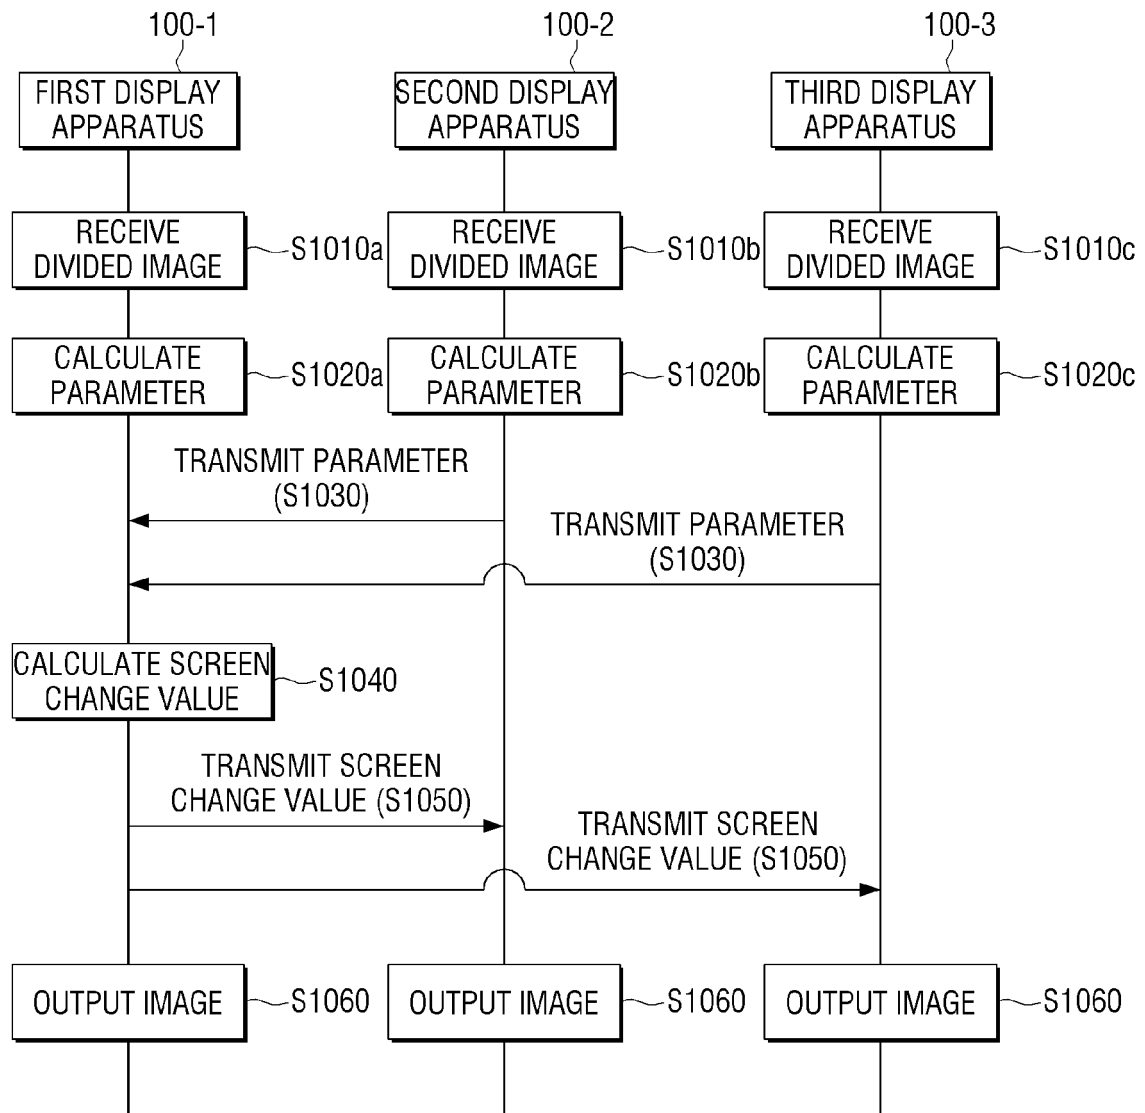 100-1
100-2
100-3
FIRST DISPLAY
APPARATUS
SECOND DISPLAY
APPARATUS
THIRD DISPLAY
APPARATUS
RECEIVE
DIVIDED IMAGE
S1010a
RECEIVE
DIVIDED IMAGE
S1010b
RECEIVE
DIVIDED IMAGE
S1010c
CALCULATE
PARAMETER
S1020a
CALCULATE
PARAMETER
S1020b
CALCULATE
PARAMETER
S1020c
TRANSMIT PARAMETER
(S1030)
TRANSMIT PARAMETER
(S1030)
CALCULATE SCREEN
CHANGE VALUE
S1040
TRANSMIT SCREEN
CHANGE VALUE (S1050)
TRANSMIT SCREEN
CHANGE VALUE (S1050)
OUTPUT IMAGE
S1060
OUTPUT IMAGE
S1060
OUTPUT IMAGE
S1060